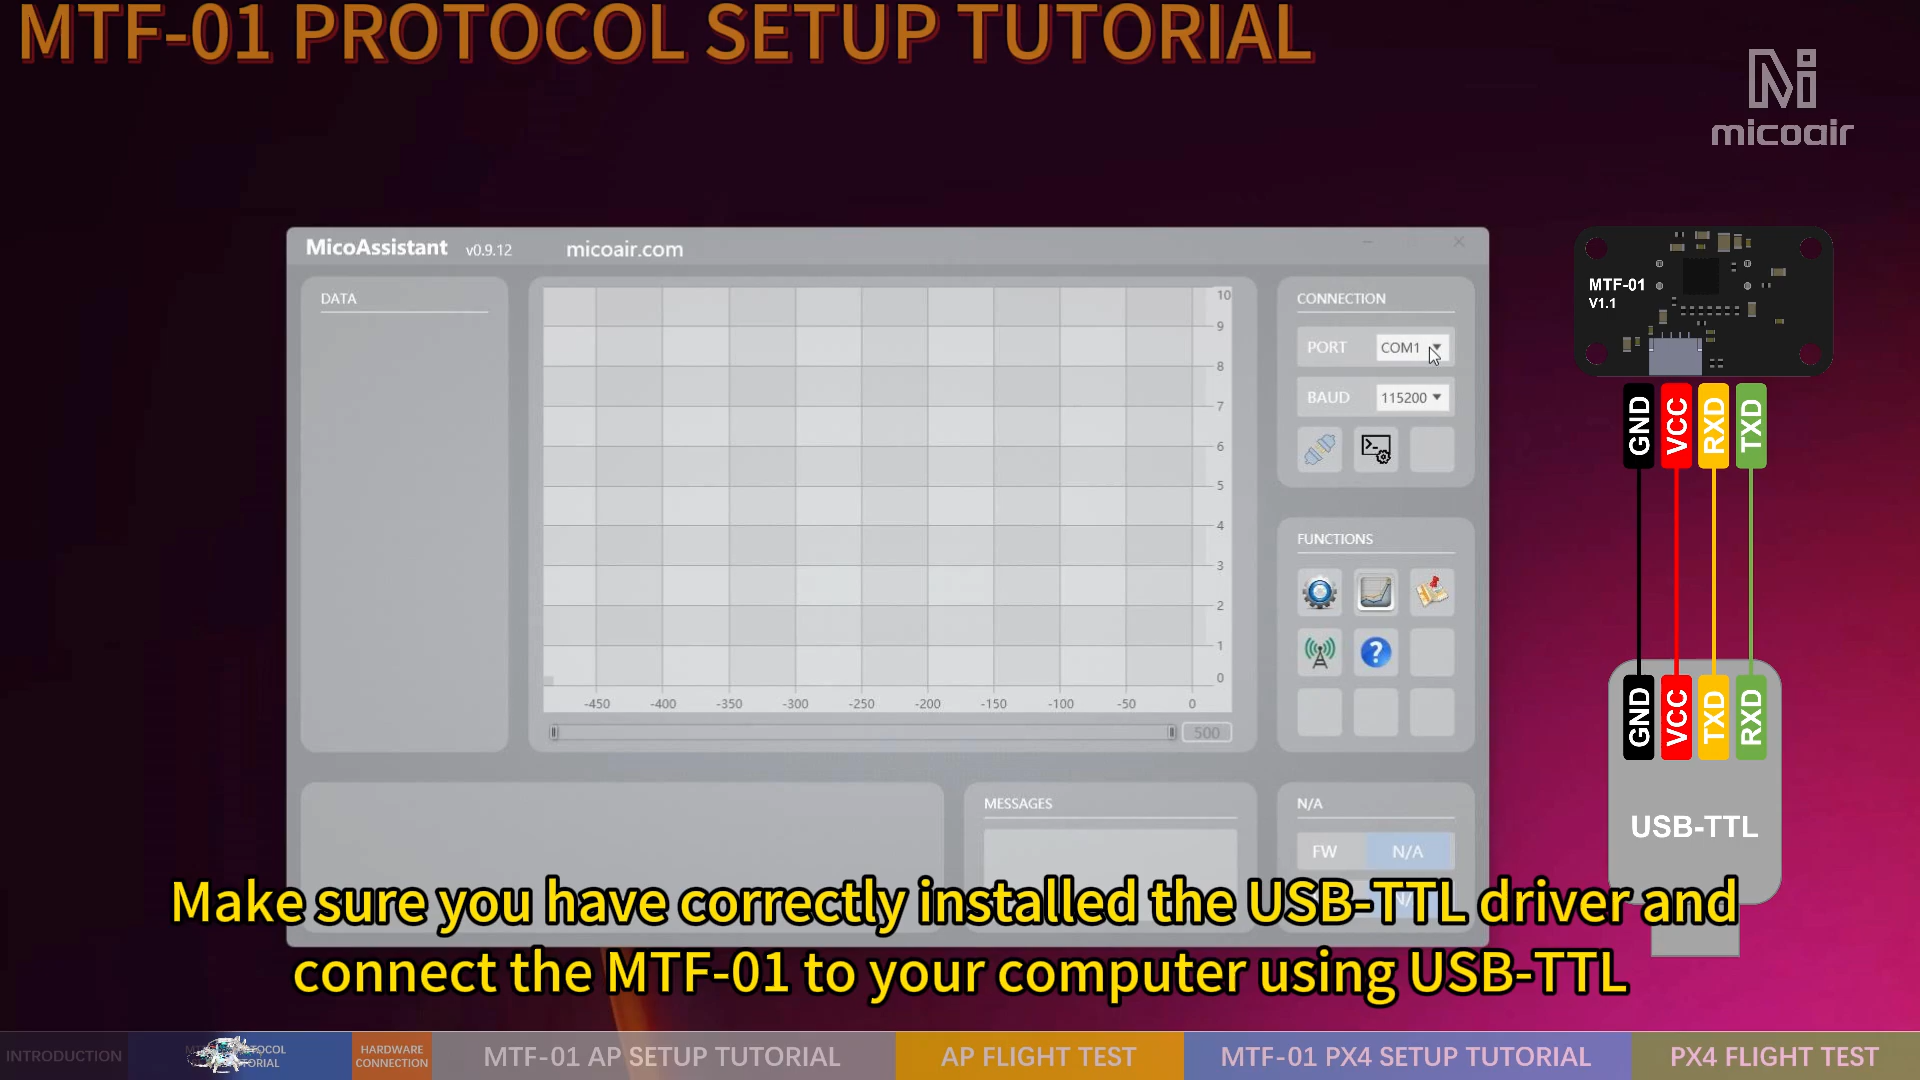 MTF-01 PROTOCOL SETUP TUTORIAL
micoair
MicoAssistant v0.9.12 micoair.com
DATA
10
9
8
7
6
5
4
3
2
1
0
-450 -400 -350 -300 -250 -200 -150 -100 -50 0
500
CONNECTION
PORT COM1
BAUD 115200
FUNCTIONS
MESSAGES
N/A
FW N/A
MTF-01
V1.1
GND VCC RXD TXD
GND VCC TXD RXD
USB-TTL
Make sure you have correctly installed the USB-TTL driver and
connect the MTF-01 to your computer using USB-TTL
INTRODUCTION
HARDWARE
CONNECTION
MTF-01 AP SETUP TUTORIAL
AP FLIGHT TEST
MTF-01 PX4 SETUP TUTORIAL
PX4 FLIGHT TEST